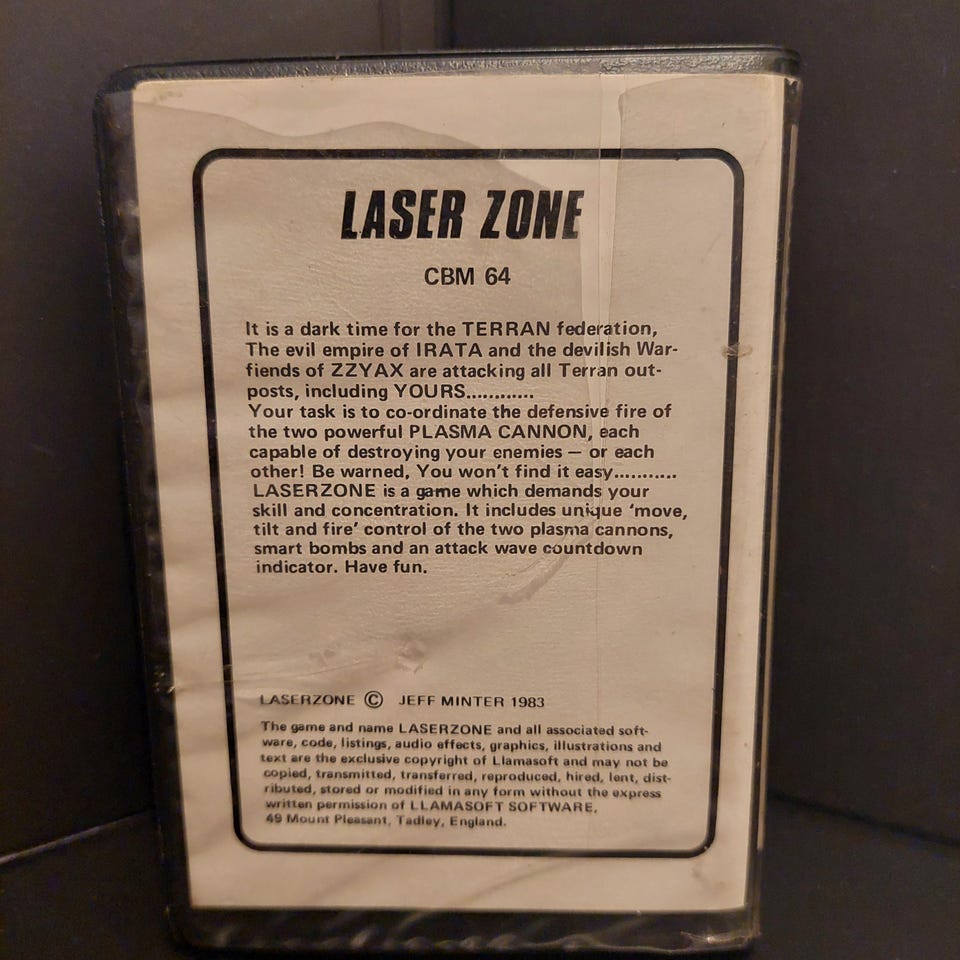 LASER ZONE
CBM 64
It is a dark time for the TERRAN federation,
The evil empire of IRATA and the devilish War-
fiends of ZZYAX are attacking all Terran out-
posts, including YOURS............
Your task is to co-ordinate the defensive fire of
the two powerful PLASMA CANNON, each
capable of destroying your enemies – or each
other! Be warned, You won't find it easy...........
LASERZONE is a game which demands your
skill and concentration. It includes unique 'move,
tilt and fire' control of the two plasma cannons,
smart bombs and an attack wave countdown
indicator. Have fun.
LASERZONE © JEFF MINTER 1983
The game and name LASERZONE and all associated soft-
ware, code, listings, audio effects, graphics, illustrations and
text are the exclusive copyright of Llamasoft and may not be
copied, transmitted, transferred, reproduced, hired, lent, dist-
ributed, stored or modified in any form without the express
written permission of LLAMASOFT SOFTWARE.
49 Mount Pleasant, Tadley, England.